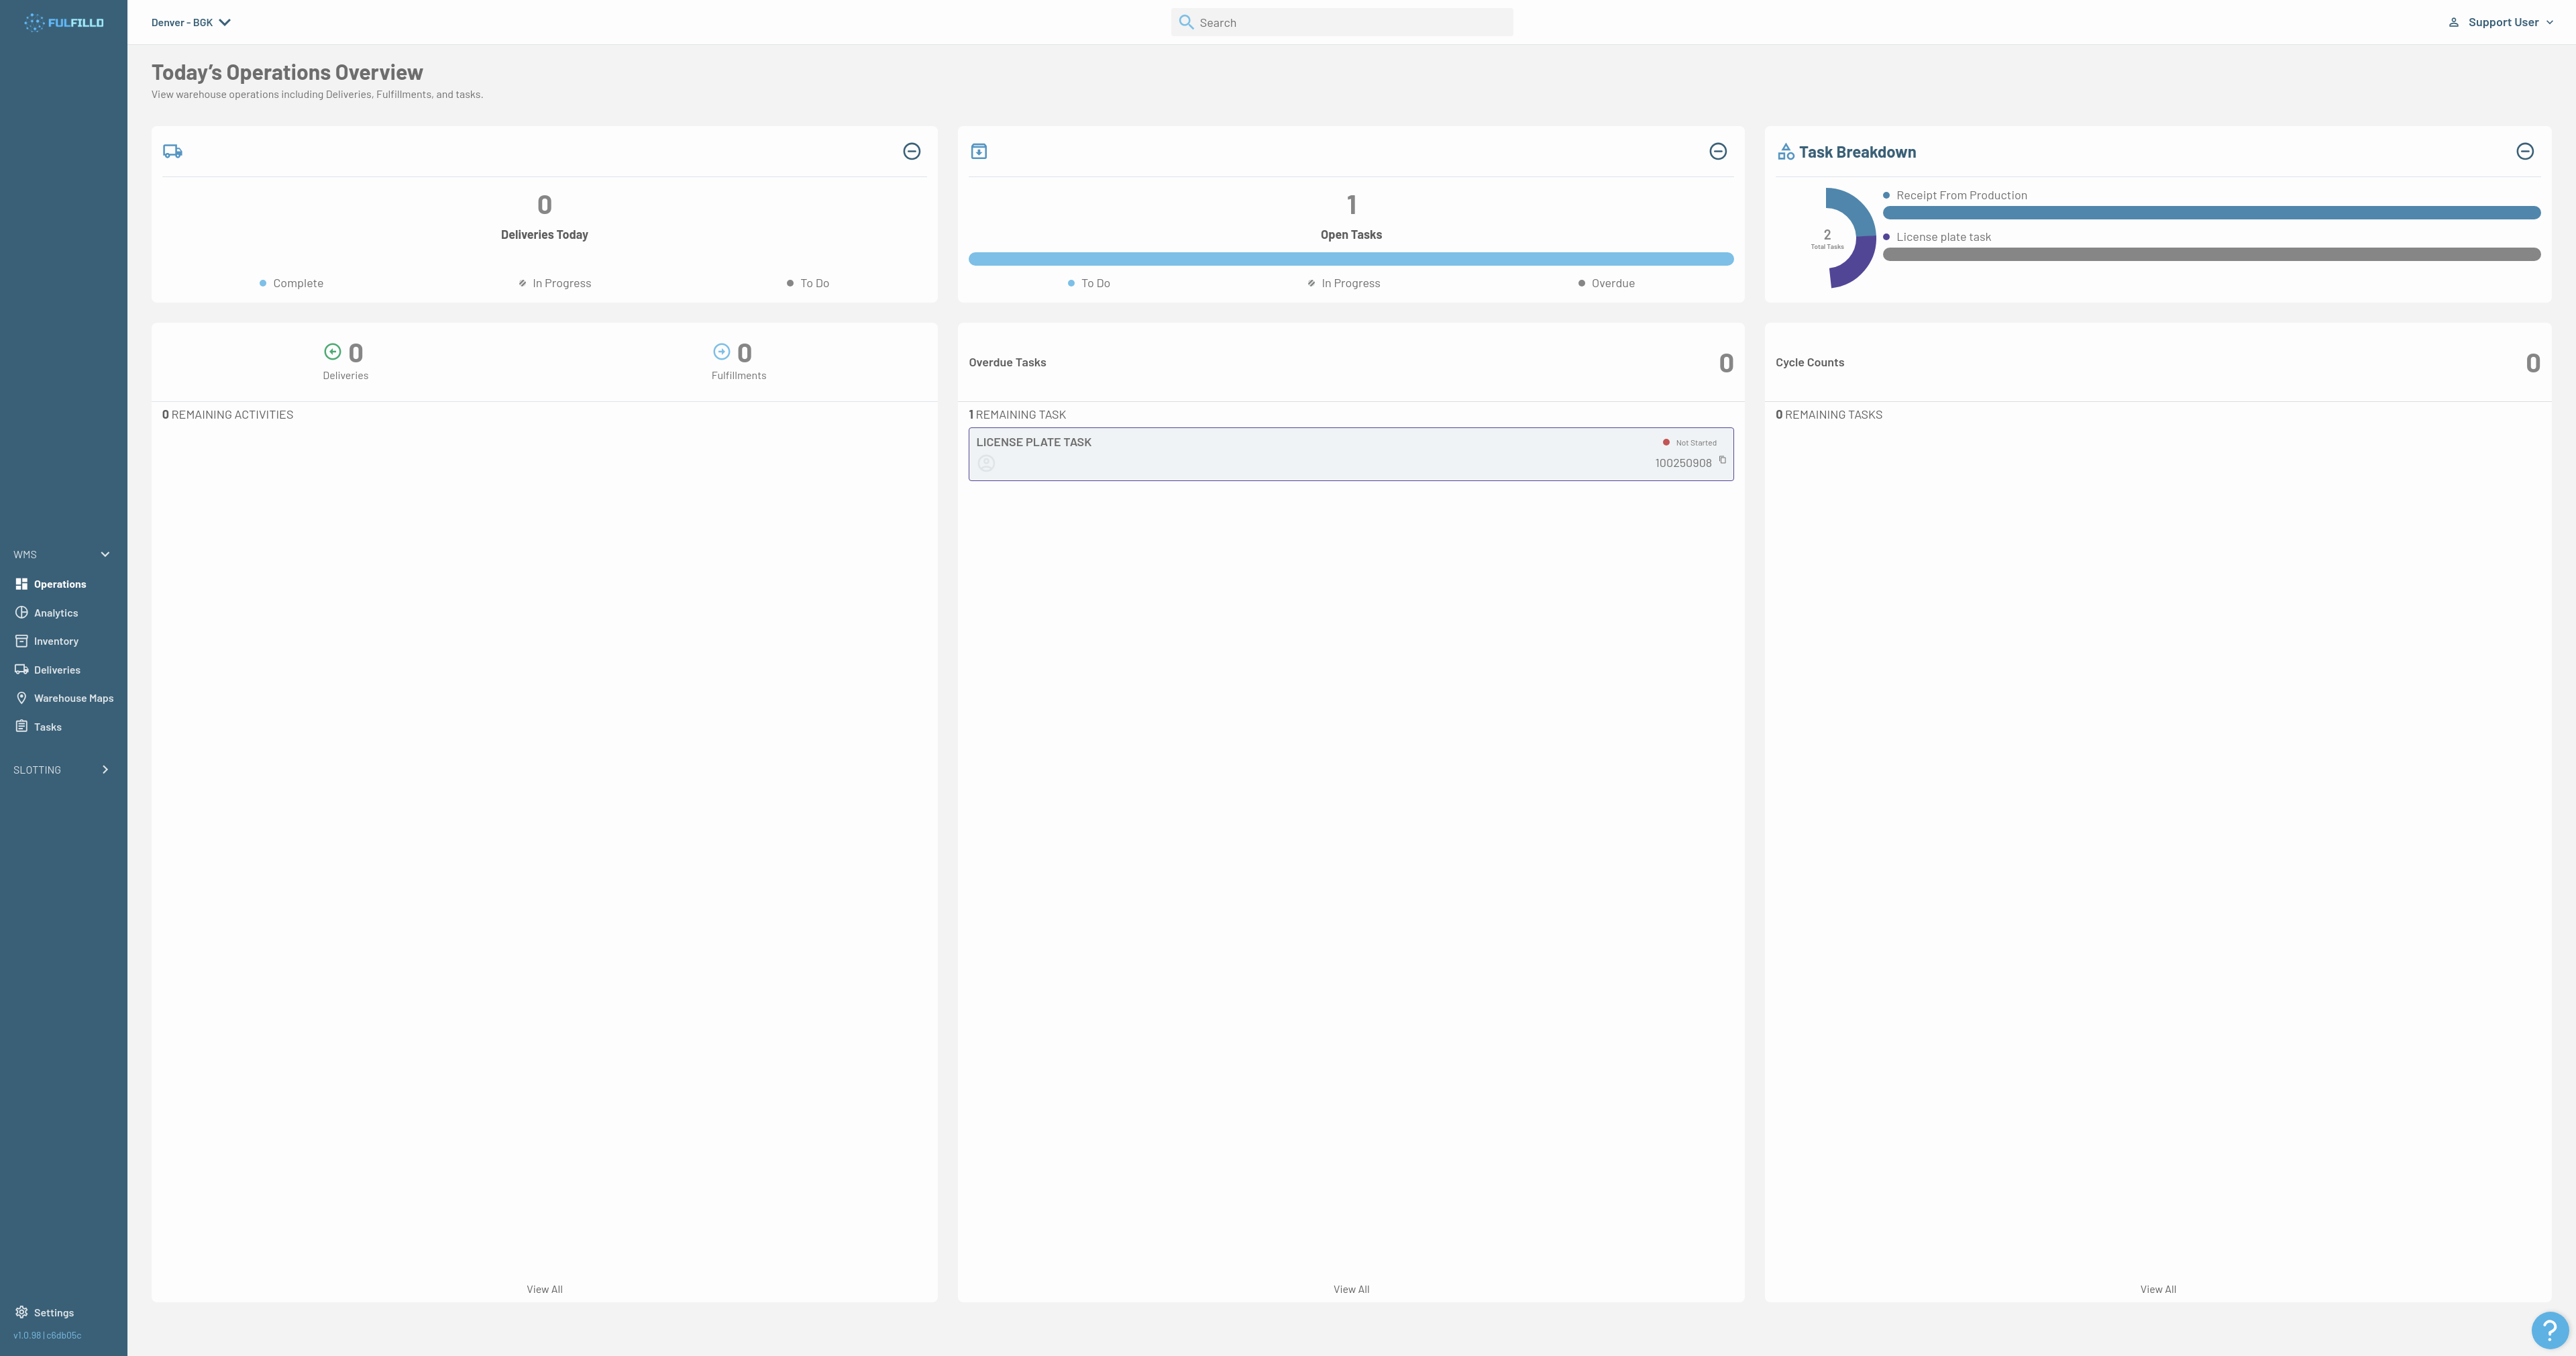 FULFILLD
Denver - BGK
Search
Support User
Today's Operations Overview
View warehouse operations including Deliveries, Fulfillments, and tasks.
0
Deliveries Today
Complete
In Progress
To Do
1
Open Tasks
To Do
In Progress
Overdue
Task Breakdown
2
Total Tasks
Receipt From Production
License plate task
0
Deliveries
0
Fulfillments
0 REMAINING ACTIVITIES
View All
Overdue Tasks
0
1 REMAINING TASK
LICENSE PLATE TASK
Not Started
100250908
View All
Cycle Counts
0
0 REMAINING TASKS
View All
WMS
Operations
Analytics
Inventory
Deliveries
Warehouse Maps
Tasks
SLOTTING
Settings
v1.0.98 | c6db05c
?